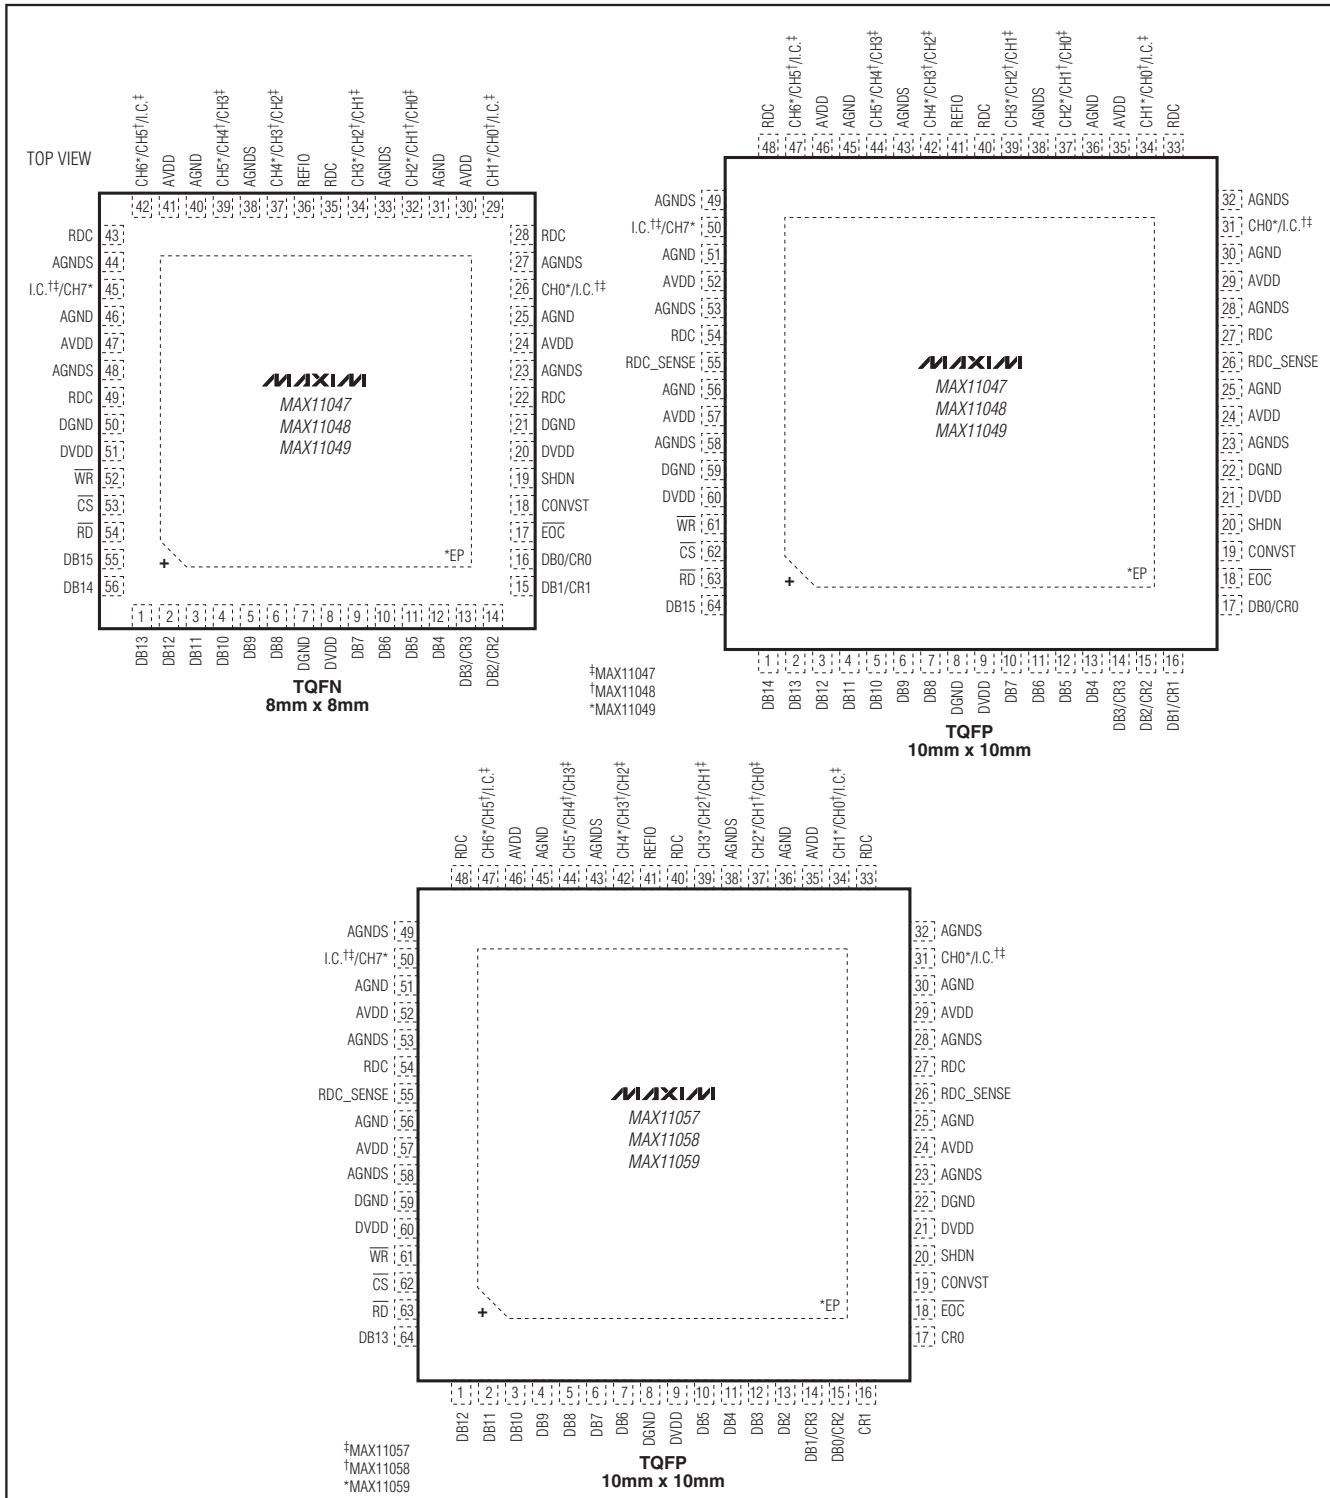 TOP VIEW
CH6*/CH5†/I.C.‡
AVDD
AGND
CH5*/CH4†/CH3‡
AGNDS
CH4*/CH3†/CH2‡
REFIO
RDC
CH3*/CH2†/CH1‡
AGNDS
CH2*/CH1†/CH0‡
AGND
AVDD
CH1*/CH0†/I.C.‡
42 41 40 39 38 37 36 35 34 33 32 31 30 29
RDC 43
AGNDS 44
I.C.†‡/CH7* 45
AGND 46
AVDD 47
AGNDS 48
RDC 49
DGND 50
DVDD 51
WR 52
CS 53
RD 54
DB15 55
DB14 56
28 RDC
27 AGNDS
26 CH0*/I.C.†‡
25 AGND
24 AVDD
23 AGNDS
22 RDC
21 DGND
20 DVDD
19 SHDN
18 CONVST
17 EOC
16 DB0/CR0
15 DB1/CR1
MAXIM
MAX11047
MAX11048
MAX11049
+
*EP
1 2 3 4 5 6 7 8 9 10 11 12 13 14
DB13
DB12
DB11
DB10
DB9
DB8
DGND
DVDD
DB7
DB6
DB5
DB4
DB3/CR3
DB2/CR2
TQFN
8mm x 8mm
‡MAX11047
†MAX11048
*MAX11049
RDC
CH6*/CH5†/I.C.‡
AVDD
AGND
CH5*/CH4†/CH3‡
AGNDS
CH4*/CH3†/CH2‡
REFIO
RDC
CH3*/CH2†/CH1‡
AGNDS
CH2*/CH1†/CH0‡
AGND
AVDD
CH1*/CH0†/I.C.‡
RDC
48 47 46 45 44 43 42 41 40 39 38 37 36 35 34 33
AGNDS 49
I.C.†‡/CH7* 50
AGND 51
AVDD 52
AGNDS 53
RDC 54
RDC_SENSE 55
AGND 56
AVDD 57
AGNDS 58
DGND 59
DVDD 60
WR 61
CS 62
RD 63
DB15 64
32 AGNDS
31 CH0*/I.C.†‡
30 AGND
29 AVDD
28 AGNDS
27 RDC
26 RDC_SENSE
25 AGND
24 AVDD
23 AGNDS
22 DGND
21 DVDD
20 SHDN
19 CONVST
18 EOC
17 DB0/CR0
MAXIM
MAX11047
MAX11048
MAX11049
+
*EP
1 2 3 4 5 6 7 8 9 10 11 12 13 14 15 16
DB14
DB13
DB12
DB11
DB10
DB9
DB8
DGND
DVDD
DB7
DB6
DB5
DB4
DB3/CR3
DB2/CR2
DB1/CR1
TQFP
10mm x 10mm
RDC
CH6*/CH5†/I.C.‡
AVDD
AGND
CH5*/CH4†/CH3‡
AGNDS
CH4*/CH3†/CH2‡
REFIO
RDC
CH3*/CH2†/CH1‡
AGNDS
CH2*/CH1†/CH0‡
AGND
AVDD
CH1*/CH0†/I.C.‡
RDC
48 47 46 45 44 43 42 41 40 39 38 37 36 35 34 33
AGNDS 49
I.C.†‡/CH7* 50
AGND 51
AVDD 52
AGNDS 53
RDC 54
RDC_SENSE 55
AGND 56
AVDD 57
AGNDS 58
DGND 59
DVDD 60
WR 61
CS 62
RD 63
DB13 64
32 AGNDS
31 CH0*/I.C.†‡
30 AGND
29 AVDD
28 AGNDS
27 RDC
26 RDC_SENSE
25 AGND
24 AVDD
23 AGNDS
22 DGND
21 DVDD
20 SHDN
19 CONVST
18 EOC
17 CR0
MAXIM
MAX11057
MAX11058
MAX11059
+
*EP
1 2 3 4 5 6 7 8 9 10 11 12 13 14 15 16
DB12
DB11
DB10
DB9
DB8
DB7
DB6
DGND
DVDD
DB5
DB4
DB3
DB2
DB1/CR3
DB0/CR2
CR1
‡MAX11057
†MAX11058
*MAX11059
TQFP
10mm x 10mm